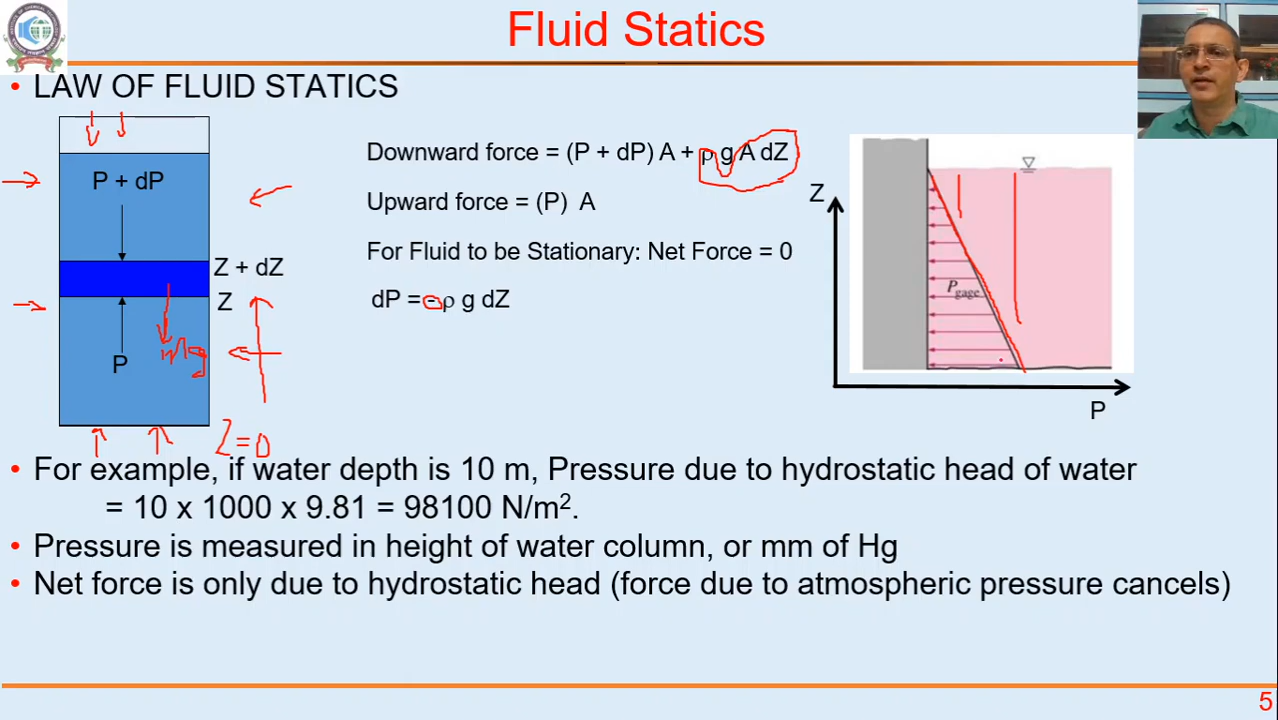 Fluid Statics
• LAW OF FLUID STATICS
P + dP
Z + dZ
Z
P
Z = 0
Downward force = (P + dP) A + ρ g A dZ
Upward force = (P) A
For Fluid to be Stationary: Net Force = 0
dP = - ρ g dZ
Z
Pgage
P
• For example, if water depth is 10 m, Pressure due to hydrostatic head of water
= 10 x 1000 x 9.81 = 98100 N/m².
• Pressure is measured in height of water column, or mm of Hg
• Net force is only due to hydrostatic head (force due to atmospheric pressure cancels)
5